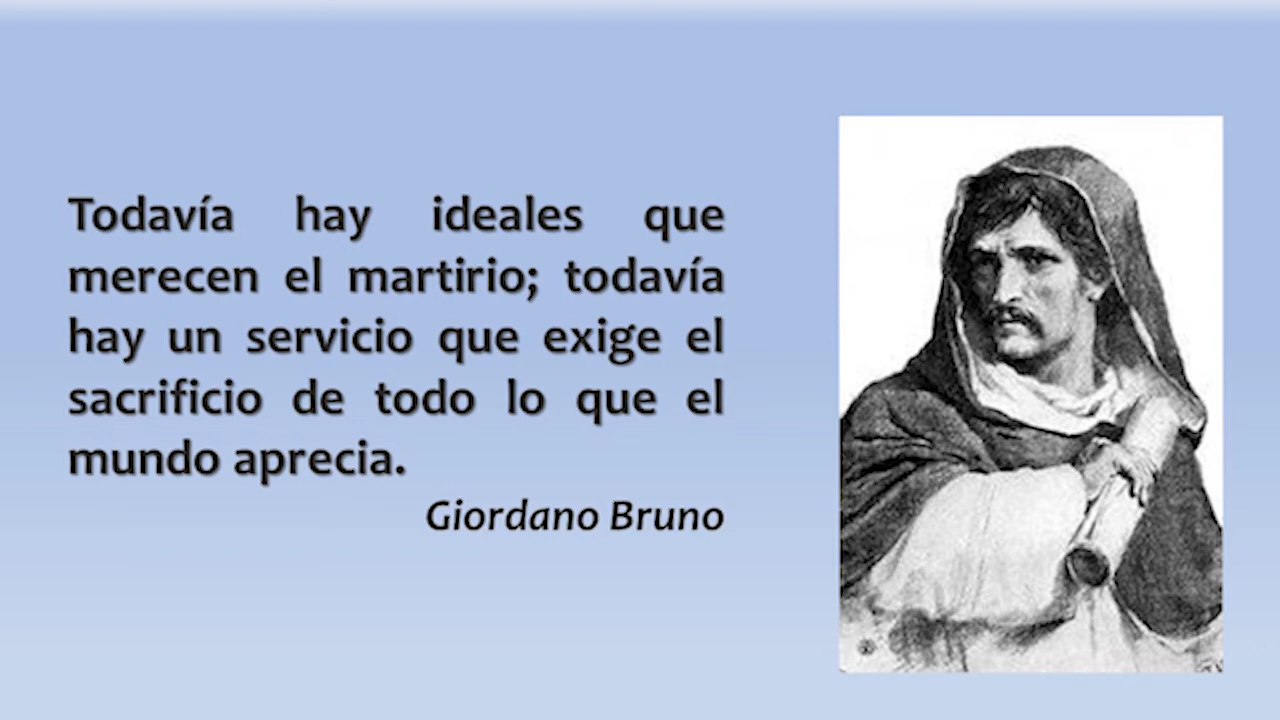 Todavía hay ideales que
merecen el martirio; todavía
hay un servicio que exige el
sacrificio de todo lo que el
mundo aprecia.
Giordano Bruno